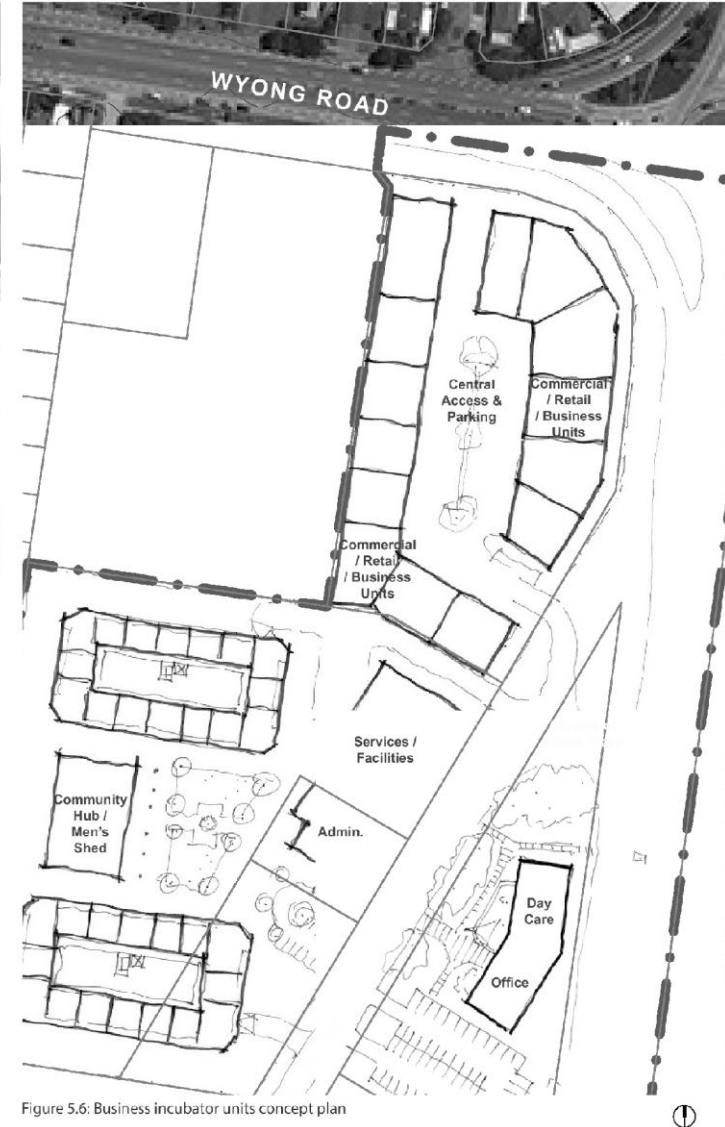 WYONG ROAD
Central
Access &
Parking
Commercial
/ Retail
/ Business
Units
Commercial
/ Retail
/ Business
Units
Services /
Facilities
Community
Hub /
Men's
Shed
Admin.
Day
Care
Office
Figure 5.6: Business incubator units concept plan